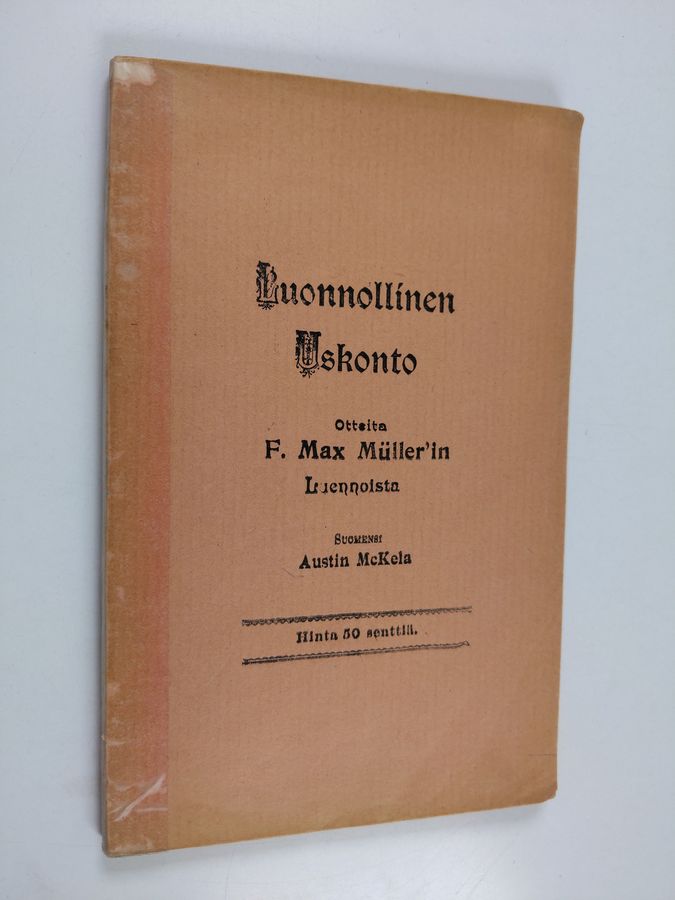 Luonnollinen
Uskonto
Otteita
F. Max Müller'in
Luennoista
Suomensi
Austin McKela
Hinta 50 senttiä.